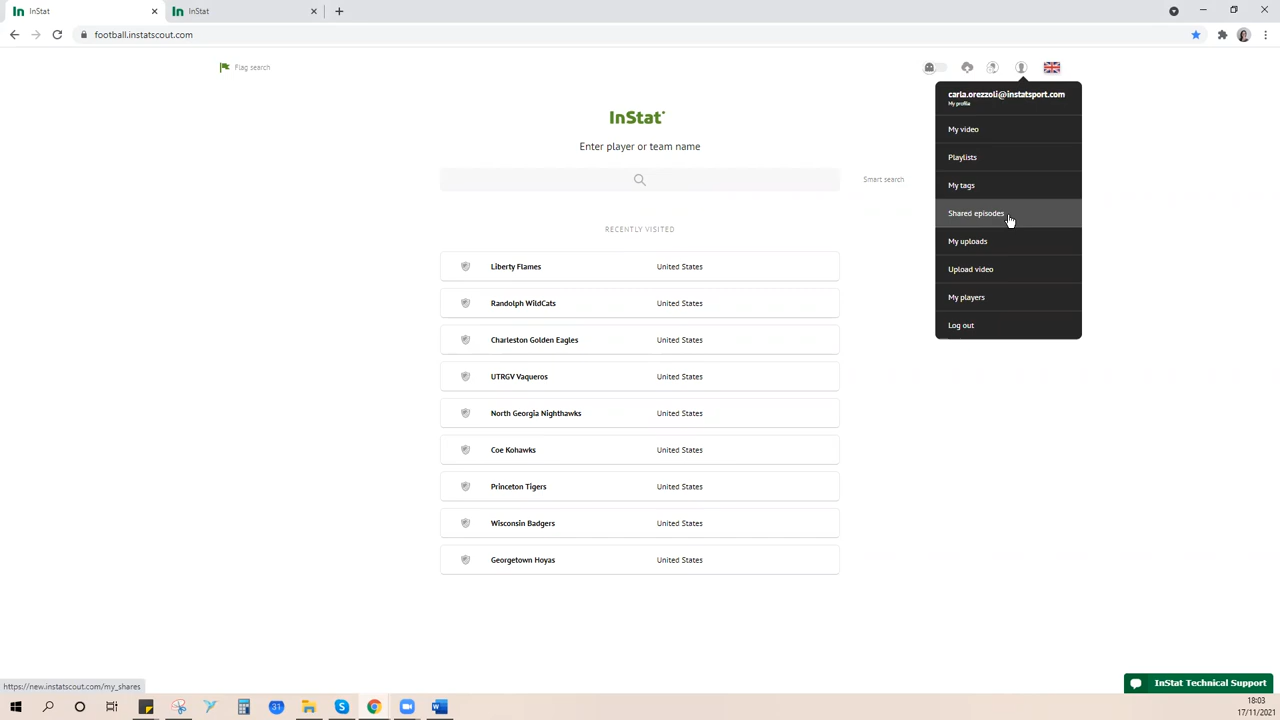 InStat
InStat
football.instatscout.com
Flag search
carla.orezzoli@instatsport.com
My profile
InStat
Enter player or team name
My video
Playlists
Smart search
My tags
Shared episodes
RECENTLY VISITED
My uploads
Liberty Flames United States
Upload video
Randolph WildCats United States
My players
Log out
Charleston Golden Eagles United States
UTRGV Vaqueros United States
North Georgia Nighthawks United States
Coe Kohawks United States
Princeton Tigers United States
Wisconsin Badgers United States
Georgetown Hoyas United States
https://new.instatscout.com/my_shares
InStat Technical Support
31
18:03
17/11/2021